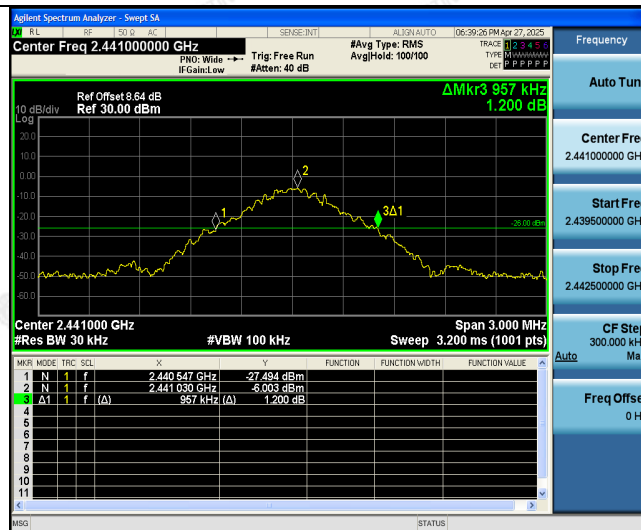 Agilent Spectrum Analyzer - Swept SA
RL RF 50 Ω AC SENSE:INT ALIGN AUTO 06:39:26 PM Apr 27, 2025
Center Freq 2.441000000 GHz #Avg Type: RMS TRACE 1 2 3 4 5 6
PNO: Wide Trig: Free Run Avg|Hold: 100/100 TYPE M W W W W W
IFGain:Low #Atten: 40 dB DET P P P P P P
ΔMkr3 957 kHz
Ref Offset 8.64 dB
10 dB/div Ref 30.00 dBm 1.200 dB
Log
20.0
10.0
0.00
-10.0
-20.0
-30.0
-40.0
-50.0
-60.0
1
2
3Δ1
-26.00 dBm
Center 2.441000 GHz Span 3.000 MHz
#Res BW 30 kHz #VBW 100 kHz Sweep 3.200 ms (1001 pts)
MKR MODE TRC SCL X Y FUNCTION FUNCTION WIDTH FUNCTION VALUE
1 N 1 f 2.440 547 GHz -27.494 dBm
2 N 1 f 2.441 030 GHz -6.003 dBm
3 Δ1 1 f (Δ) 957 kHz (Δ) 1.200 dB
4
5
6
7
8
9
10
11
MSG STATUS
Frequency
Auto Tun
Center Fre
2.441000000 GH
Start Fre
2.439500000 GH
Stop Fre
2.442500000 GH
CF Step
300.000 kH
Auto Ma
Freq Offse
0 H